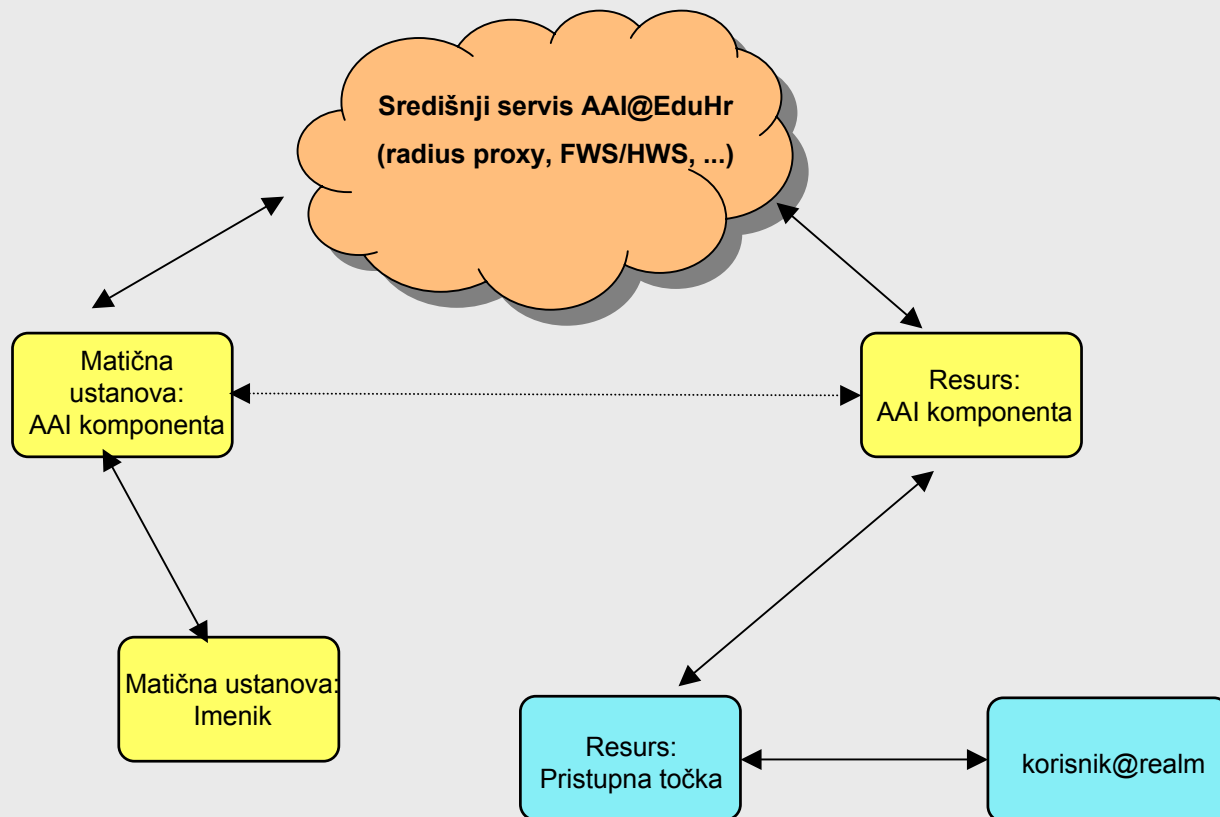 Središnji servis AAI@EduHr
(radius proxy, FWS/HWS, ...)
Matična
ustanova:
AAI komponenta
Resurs:
AAI komponenta
Matična ustanova:
Imenik
Resurs:
Pristupna točka
korisnik@realm